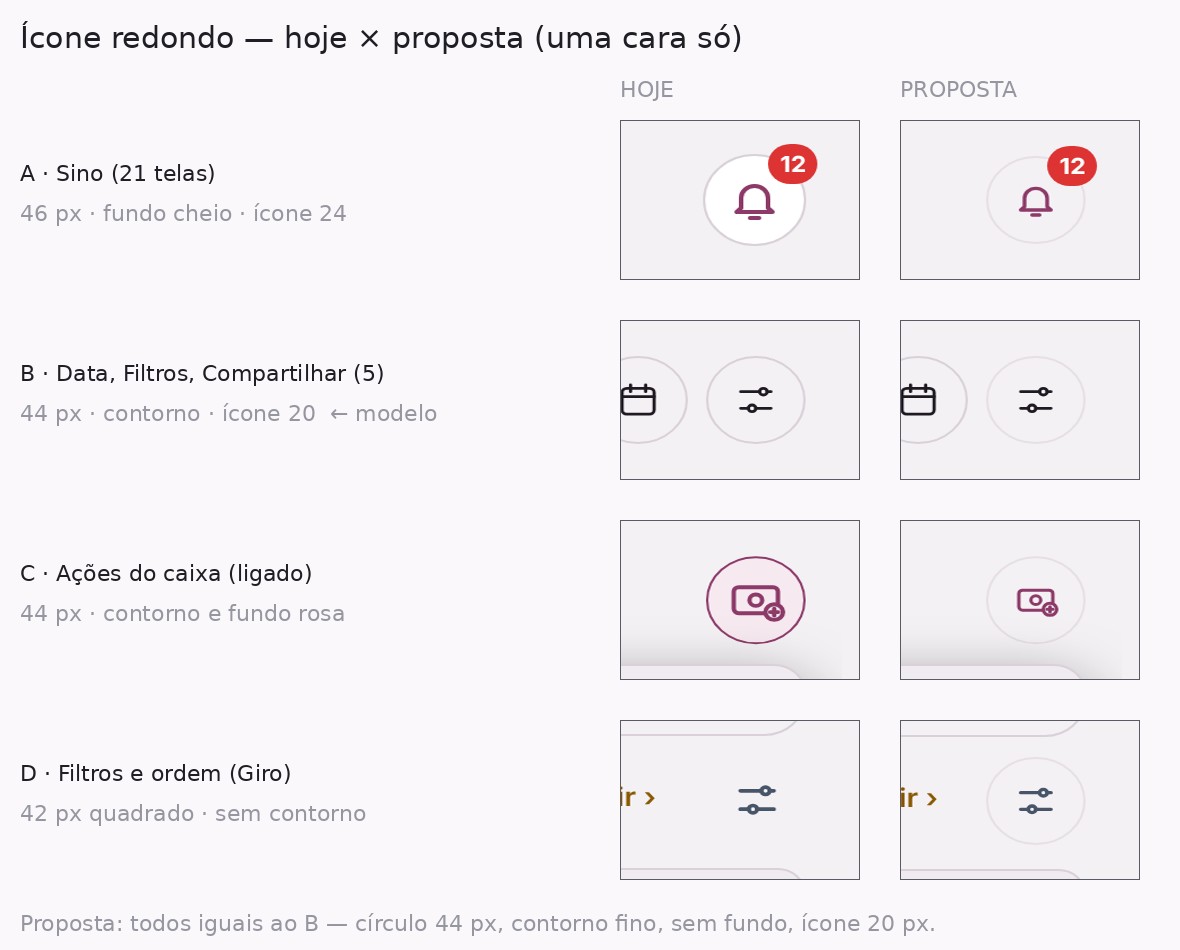 Ícone redondo — hoje × proposta (uma cara só)
HOJE PROPOSTA
A · Sino (21 telas)
46 px · fundo cheio · ícone 24
12
12
B · Data, Filtros, Compartilhar (5)
44 px · contorno · ícone 20 ← modelo
C · Ações do caixa (ligado)
44 px · contorno e fundo rosa
D · Filtros e ordem (Giro)
42 px quadrado · sem contorno
ir ›
ir ›
Proposta: todos iguais ao B — círculo 44 px, contorno fino, sem fundo, ícone 20 px.